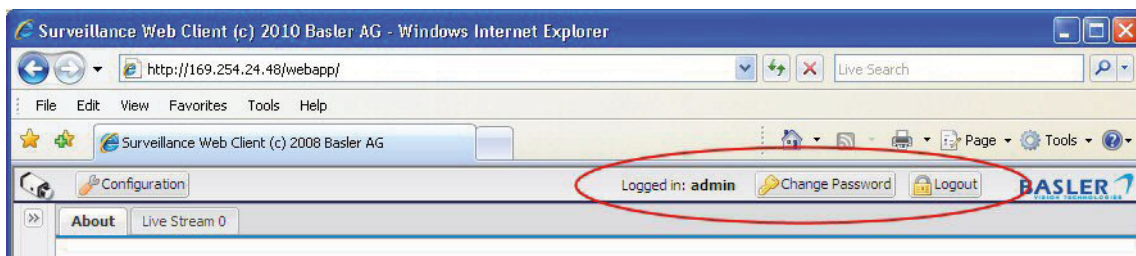 Surveillance Web Client (c) 2010 Basler AG - Windows Internet Explorer
http://169.254.24.48/webapp/ Live Search
File Edit View Favorites Tools Help
Surveillance Web Client (c) 2008 Basler AG Page Tools
Configuration Logged in: admin Change Password Logout BASLER
VISION TECHNOLOGIES
About Live Stream 0